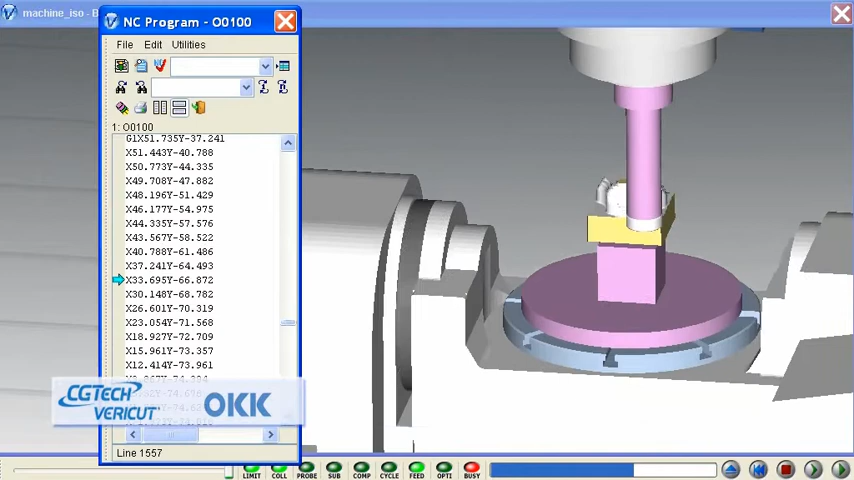 machine_iso - B
NC Program - O0100
File Edit Utilities
1: O0100
G1X51.735Y-37.241
X51.443Y-40.788
X50.773Y-44.335
X49.708Y-47.882
X48.196Y-51.429
X46.177Y-54.975
X44.335Y-57.576
X43.567Y-58.522
X40.788Y-61.486
X37.241Y-64.493
X33.695Y-66.872
X30.148Y-68.782
X26.601Y-70.319
X23.054Y-71.568
X18.927Y-72.709
X15.961Y-73.357
X12.414Y-73.961
CGTECH
VERICUT
OKK
Line 1557
LIMIT COLL PROBE SUB COMP CYCLE FEED OPTI BUSY